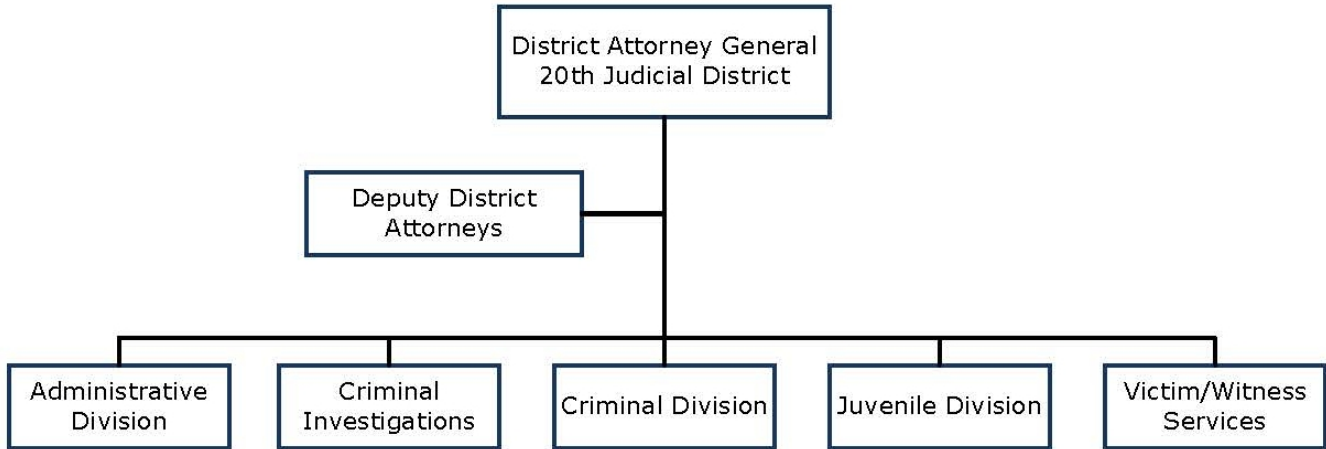 District Attorney General
20th Judicial District
Deputy District
Attorneys
Administrative
Division
Criminal
Investigations
Criminal Division
Juvenile Division
Victim/Witness
Services